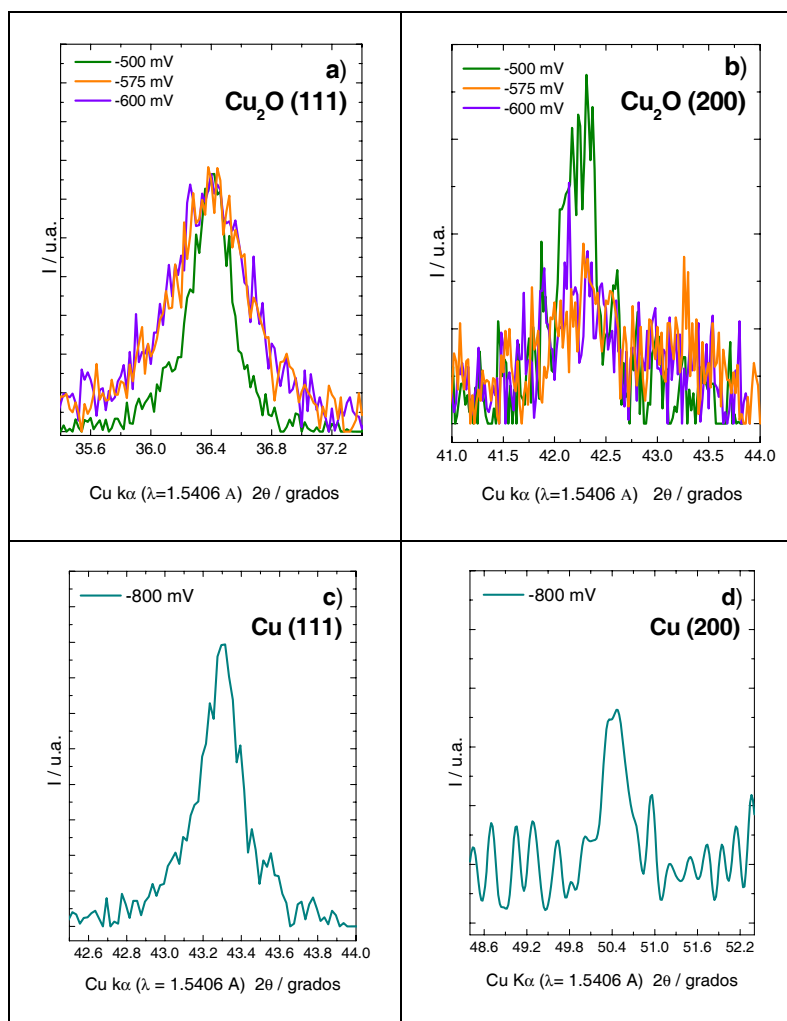 -500 mV
-575 mV
-600 mV
a)
Cu2O (111)
I / u.a.
35.6 36.0 36.4 36.8 37.2
Cu kα (λ=1.5406 A) 2θ / grados
-500 mV
-575 mV
-600 mV
b)
Cu2O (200)
I / u.a.
41.0 41.5 42.0 42.5 43.0 43.5 44.0
Cu kα (λ=1.5406 A) 2θ / grados
-800 mV
c)
Cu (111)
I / u.a.
42.6 42.8 43.0 43.2 43.4 43.6 43.8 44.0
Cu kα (λ = 1.5406 A) 2θ / grados
-800 mV
d)
Cu (200)
I / u.a.
48.6 49.2 49.8 50.4 51.0 51.6 52.2
Cu Kα (λ= 1.5406 A) 2θ / grados